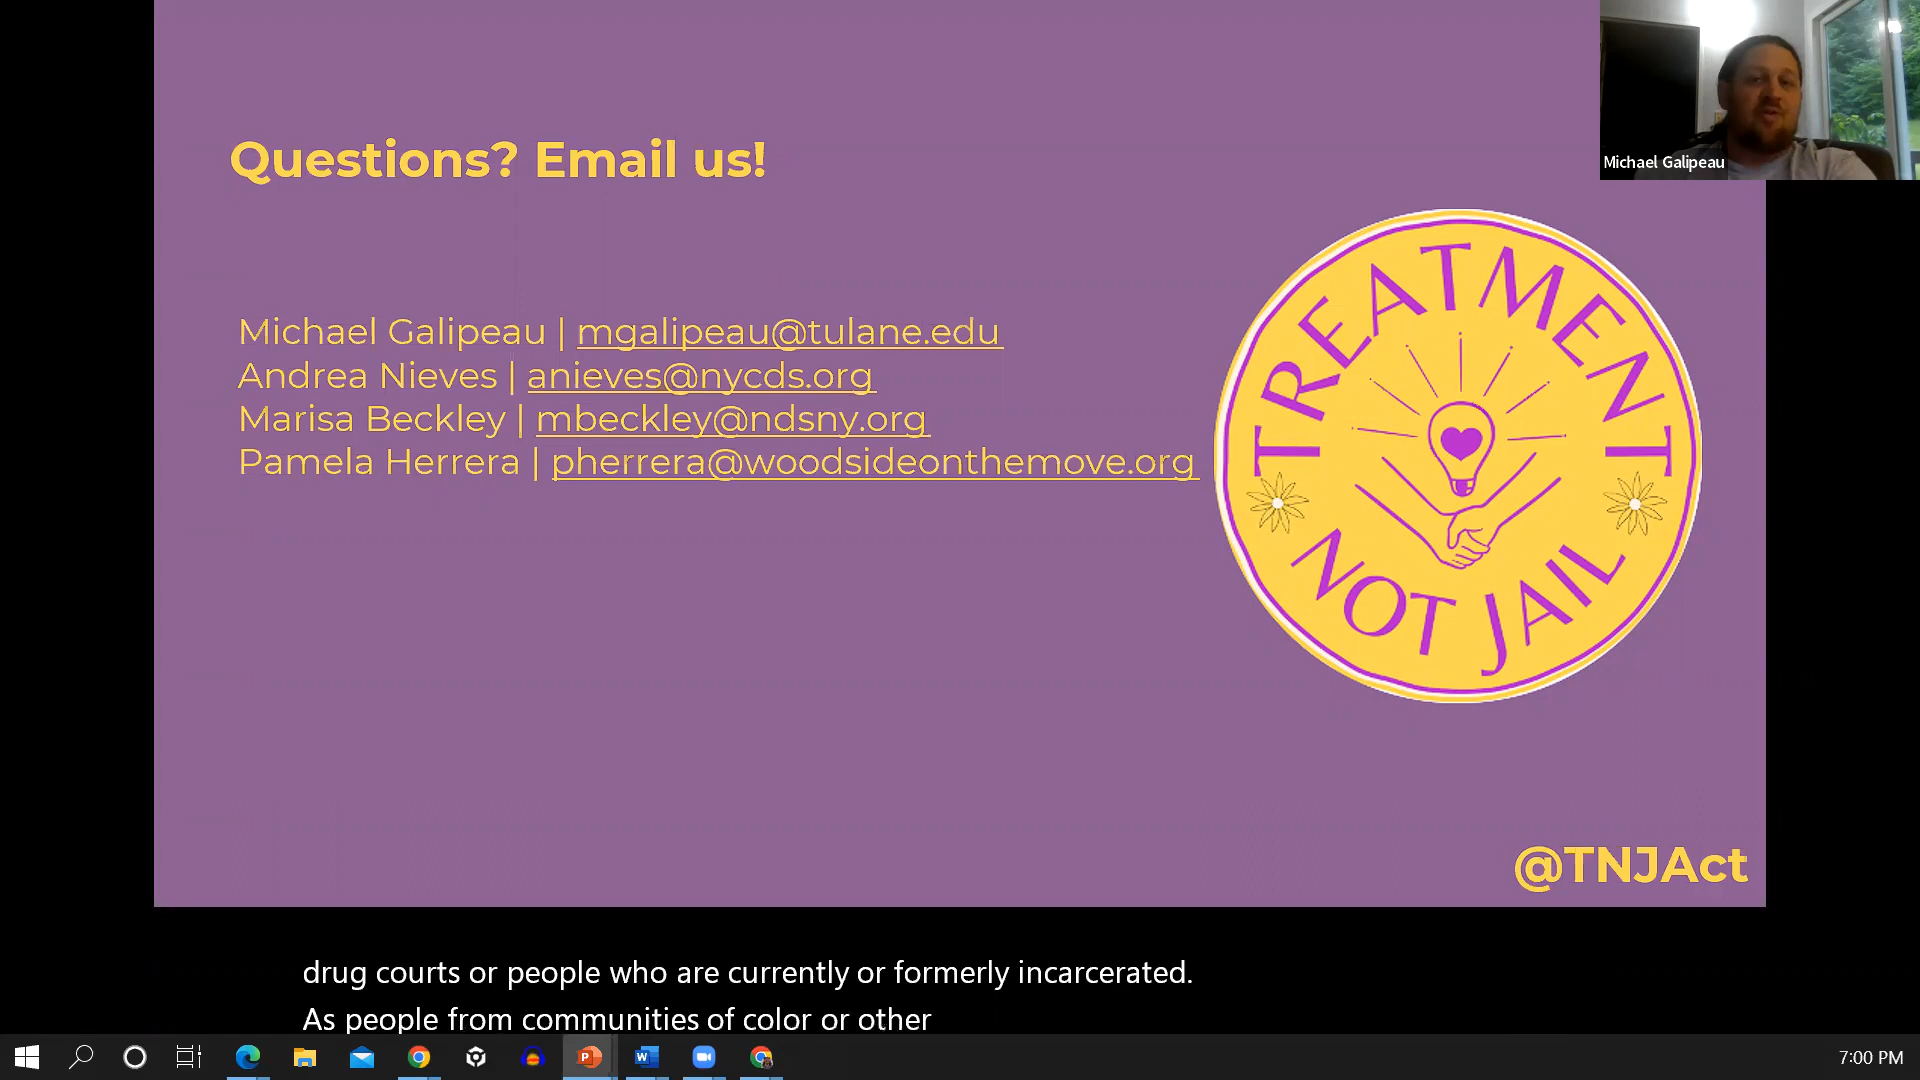 Questions? Email us!
Michael Galipeau
Michael Galipeau | mgalipeau@tulane.edu
Andrea Nieves | anieves@nycds.org
Marisa Beckley | mbeckley@ndsny.org
Pamela Herrera | pherrera@woodsideonthemove.org
TREATMENT
NOT JAIL
@TNJAct
drug courts or people who are currently or formerly incarcerated.
As people from communities of color or other
7:00 PM